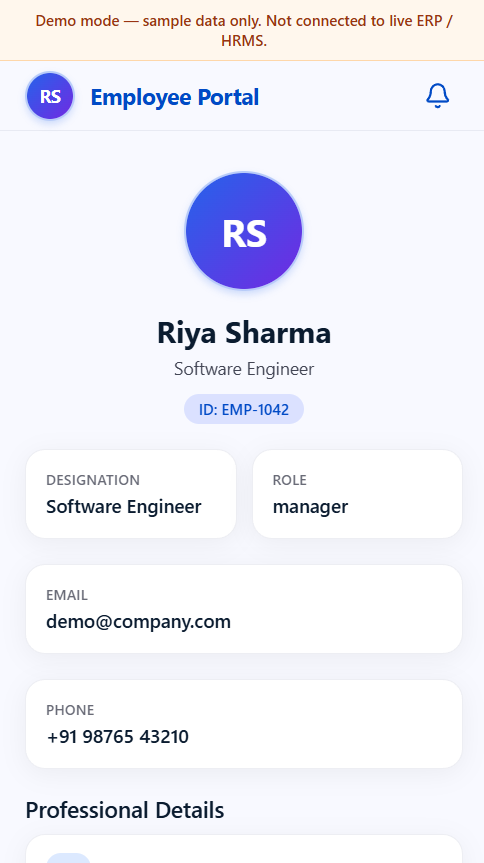 Demo mode — sample data only. Not connected to live ERP /
HRMS.
RS
Employee Portal
RS
Riya Sharma
Software Engineer
ID: EMP-1042
DESIGNATION
Software Engineer
ROLE
manager
EMAIL
demo@company.com
PHONE
+91 98765 43210
Professional Details